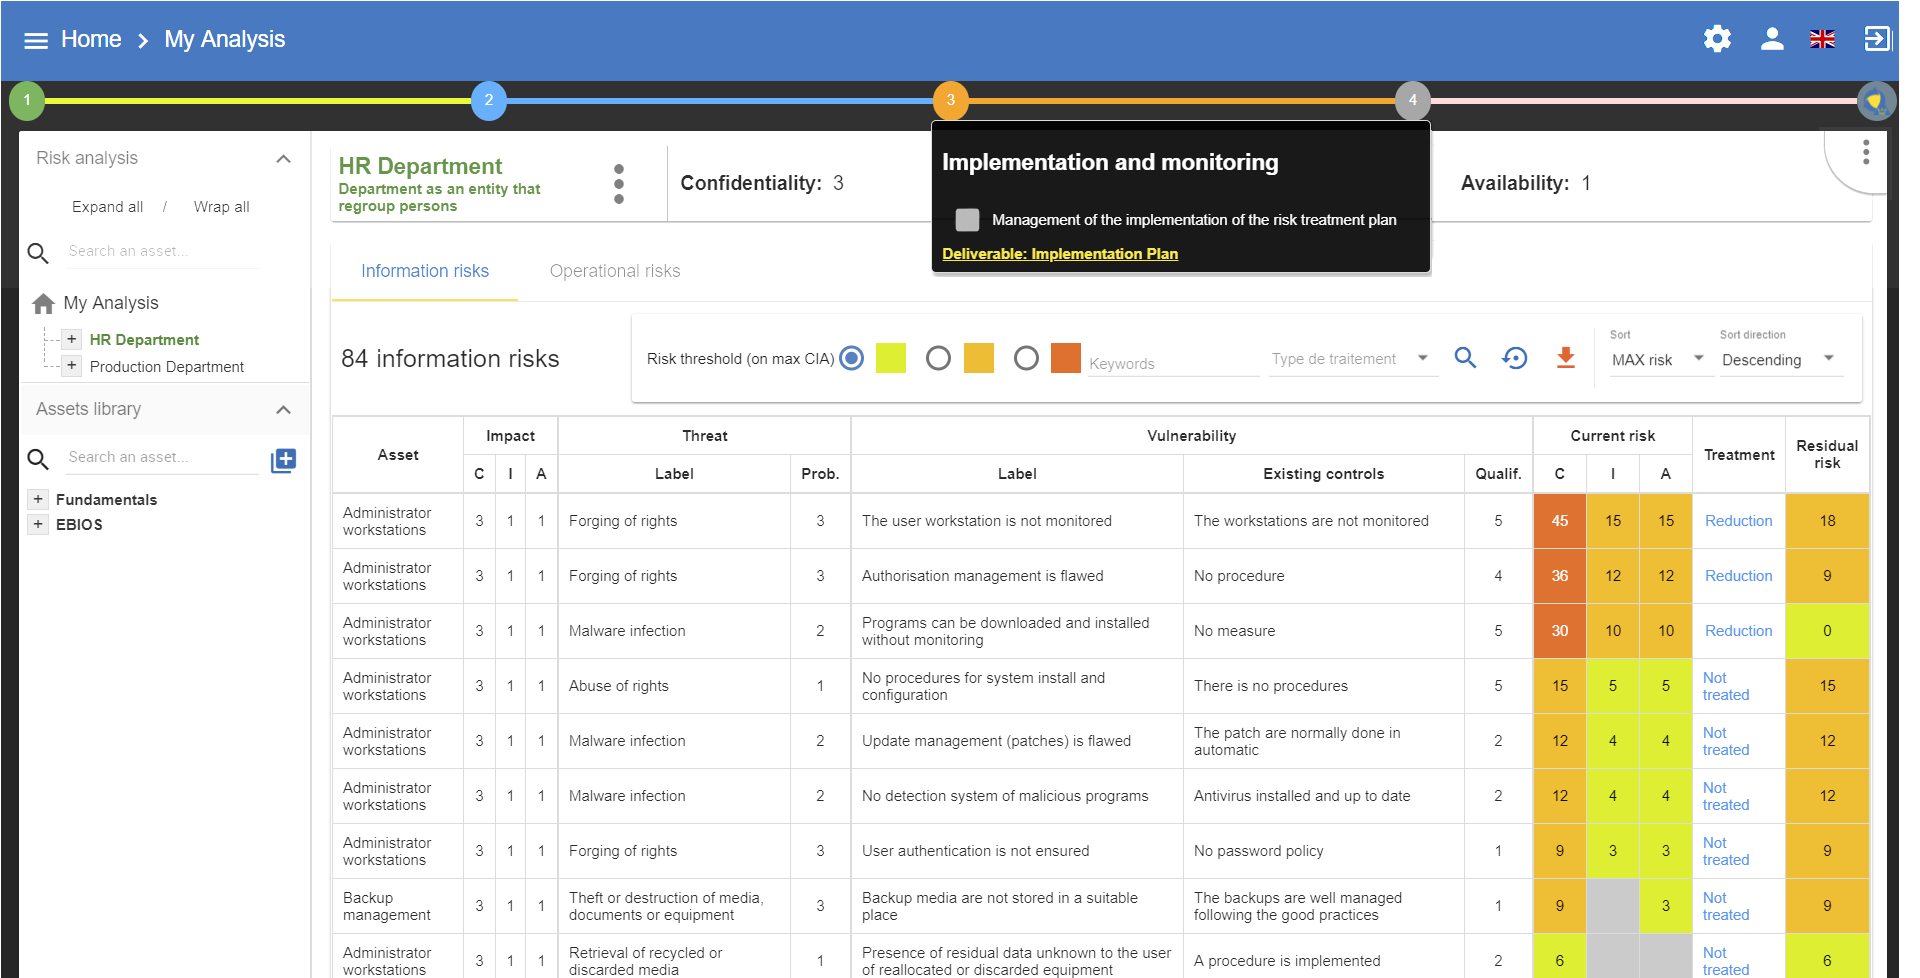 Home > My Analysis
1 2 3 4
Risk analysis
Expand all / Wrap all
Search an asset...
My Analysis
+ HR Department
+ Production Department
Assets library
Search an asset...
+ Fundamentals
+ EBIOS
HR Department
Department as an entity that
regroup persons
Confidentiality: 3
Availability: 1
Implementation and monitoring
Management of the implementation of the risk treatment plan
Deliverable: Implementation Plan
Information risks Operational risks
84 information risks
Risk threshold (on max CIA)
Keywords
Type de traitement
Sort
MAX risk
Sort direction
Descending
Asset Impact Threat Vulnerability Current risk Treatment Residual risk
C I A Label Prob. Label Existing controls Qualif. C I A
Administrator workstations 3 1 1 Forging of rights 3 The user workstation is not monitored The workstations are not monitored 5 45 15 15 Reduction 18
Administrator workstations 3 1 1 Forging of rights 3 Authorisation management is flawed No procedure 4 36 12 12 Reduction 9
Administrator workstations 3 1 1 Malware infection 2 Programs can be downloaded and installed without monitoring No measure 5 30 10 10 Reduction 0
Administrator workstations 3 1 1 Abuse of rights 1 No procedures for system install and configuration There is no procedures 5 15 5 5 Not treated 15
Administrator workstations 3 1 1 Malware infection 2 Update management (patches) is flawed The patch are normally done in automatic 2 12 4 4 Not treated 12
Administrator workstations 3 1 1 Malware infection 2 No detection system of malicious programs Antivirus installed and up to date 2 12 4 4 Not treated 12
Administrator workstations 3 1 1 Forging of rights 3 User authentication is not ensured No password policy 1 9 3 3 Not treated 9
Backup management 3 1 1 Theft or destruction of media, documents or equipment 3 Backup media are not stored in a suitable place The backups are well managed following the good practices 1 9 3 Not treated 9
Administrator workstations 3 1 1 Retrieval of recycled or discarded media 1 Presence of residual data unknown to the user of reallocated or discarded equipment A procedure is implemented 2 6 Not treated 6